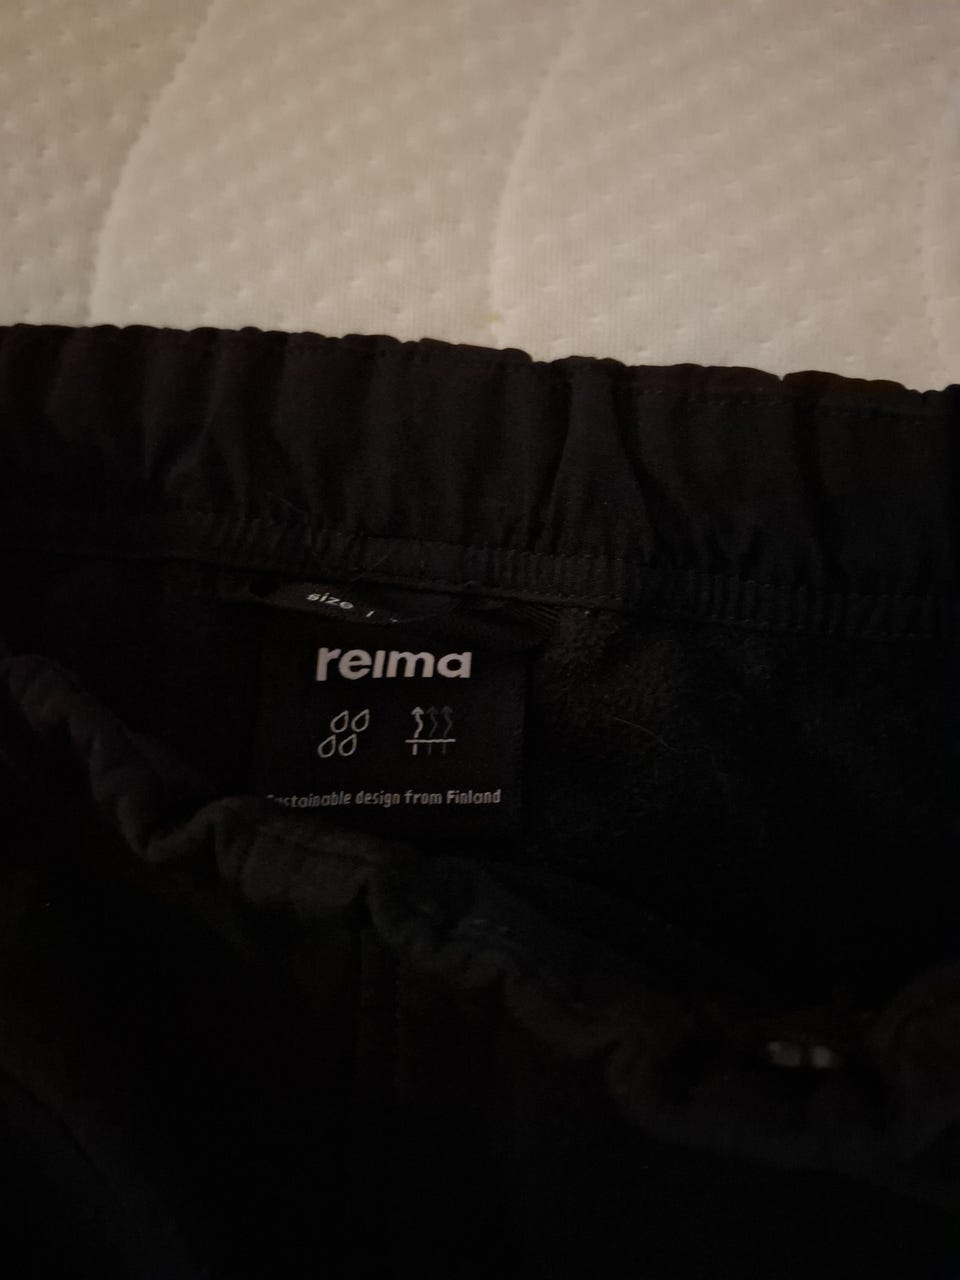 size
reima
Sustainable design from Finland